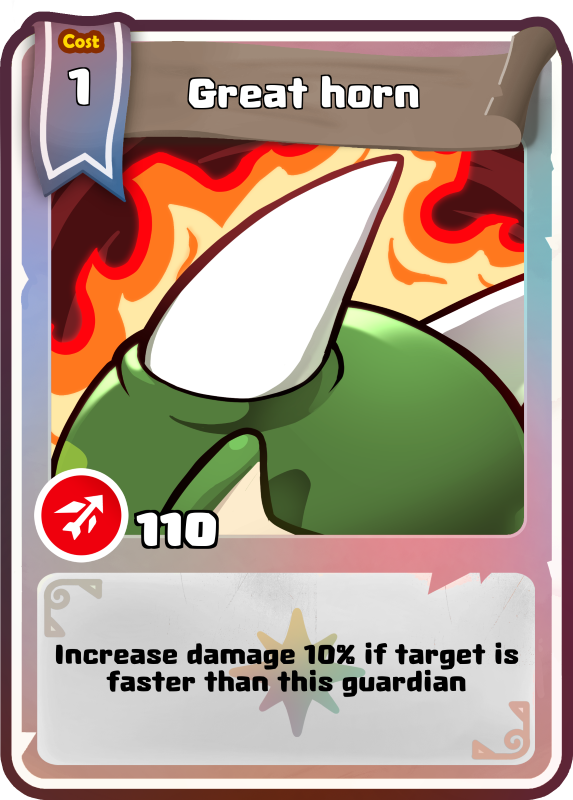 Cost
1
Great horn
110
Increase damage 10% if target is
faster than this guardian